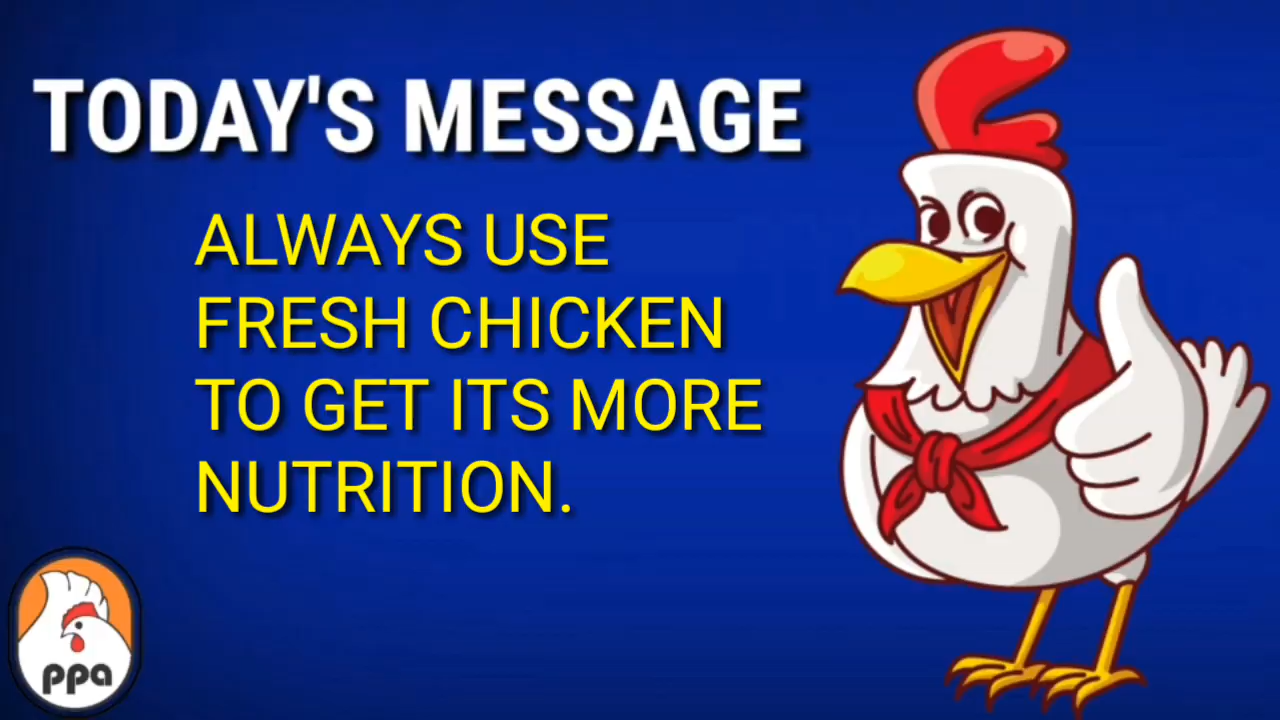 TODAY'S MESSAGE
ALWAYS USE
FRESH CHICKEN
TO GET ITS MORE
NUTRITION.
ppa